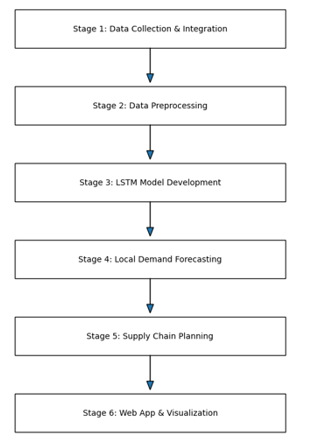 Stage 1: Data Collection & Integration
Stage 2: Data Preprocessing
Stage 3: LSTM Model Development
Stage 4: Local Demand Forecasting
Stage 5: Supply Chain Planning
Stage 6: Web App & Visualization